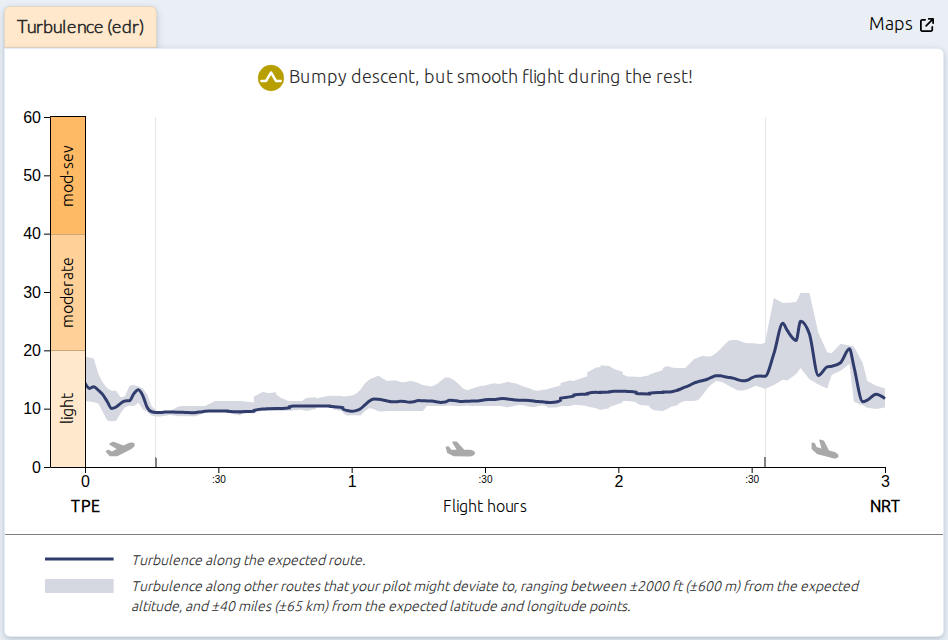 Turbulence (edr)
Maps
Bumpy descent, but smooth flight during the rest!
60
50
40
30
20
10
0
mod-sev
moderate
light
0
:30
1
:30
2
:30
3
TPE
Flight hours
NRT
Turbulence along the expected route.
Turbulence along other routes that your pilot might deviate to, ranging between ±2000 ft (±600 m) from the expected
altitude, and ±40 miles (±65 km) from the expected latitude and longitude points.